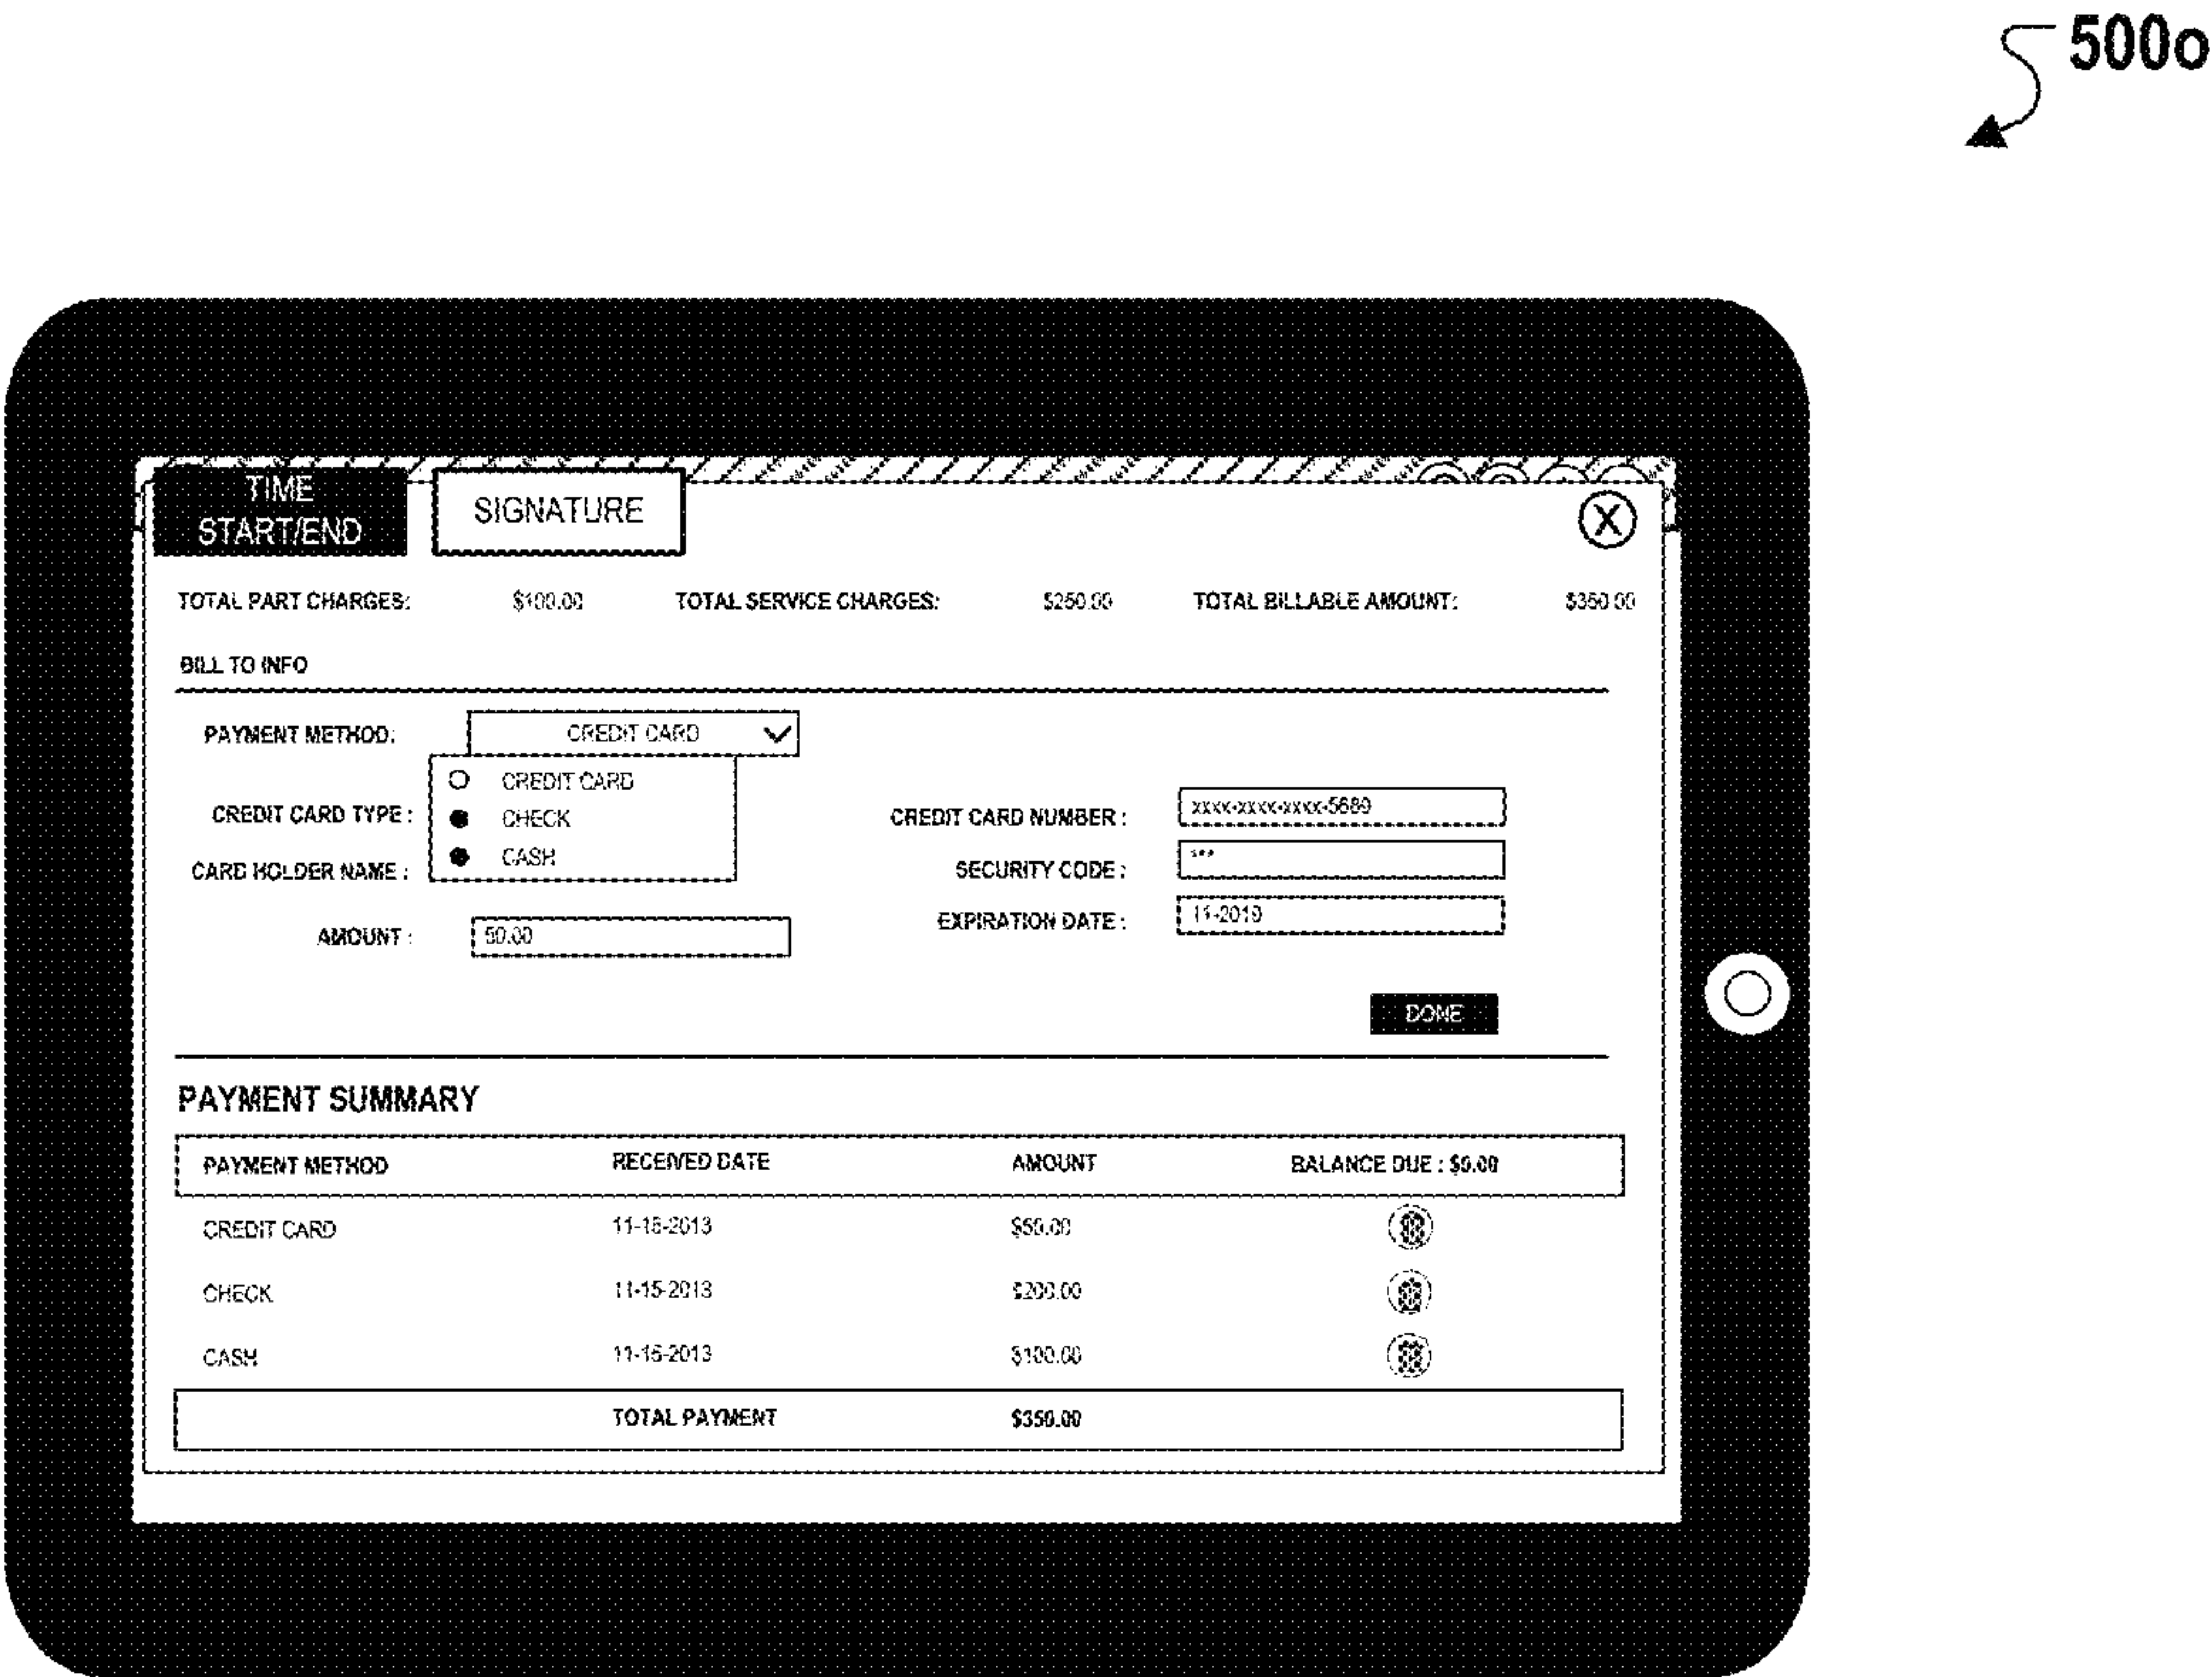 500o
TIME
START/END
SIGNATURE
X
TOTAL PART CHARGES: $100.00 TOTAL SERVICE CHARGES: $250.00 TOTAL BILLABLE AMOUNT: $350.00
BILL TO INFO
PAYMENT METHOD: CREDIT CARD
CREDIT CARD
CHECK
CASH
CREDIT CARD TYPE :
CARD HOLDER NAME :
AMOUNT : 50.00
CREDIT CARD NUMBER : xxxx-xxxx-xxxx-5689
SECURITY CODE : ***
EXPIRATION DATE : 11-2019
DONE
PAYMENT SUMMARY
PAYMENT METHOD RECEIVED DATE AMOUNT BALANCE DUE : $0.00
CREDIT CARD 11-15-2013 $50.00
CHECK 11-15-2013 $200.00
CASH 11-15-2013 $100.00
TOTAL PAYMENT $350.00